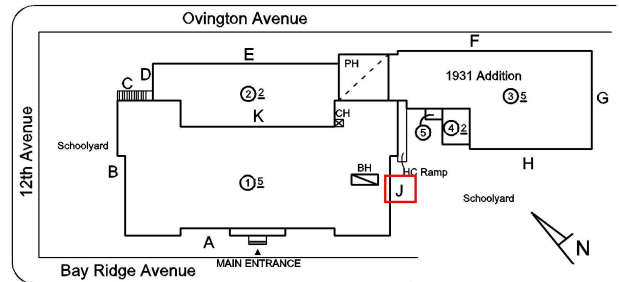 Ovington Avenue
E
F
PH
D
1931 Addition
C
2 2
3 5
G
K
CH
5
4 2
12th Avenue
Schoolyard
B
H
BH
HC Ramp
1 5
J
Schoolyard
A
N
MAIN ENTRANCE
Bay Ridge Avenue